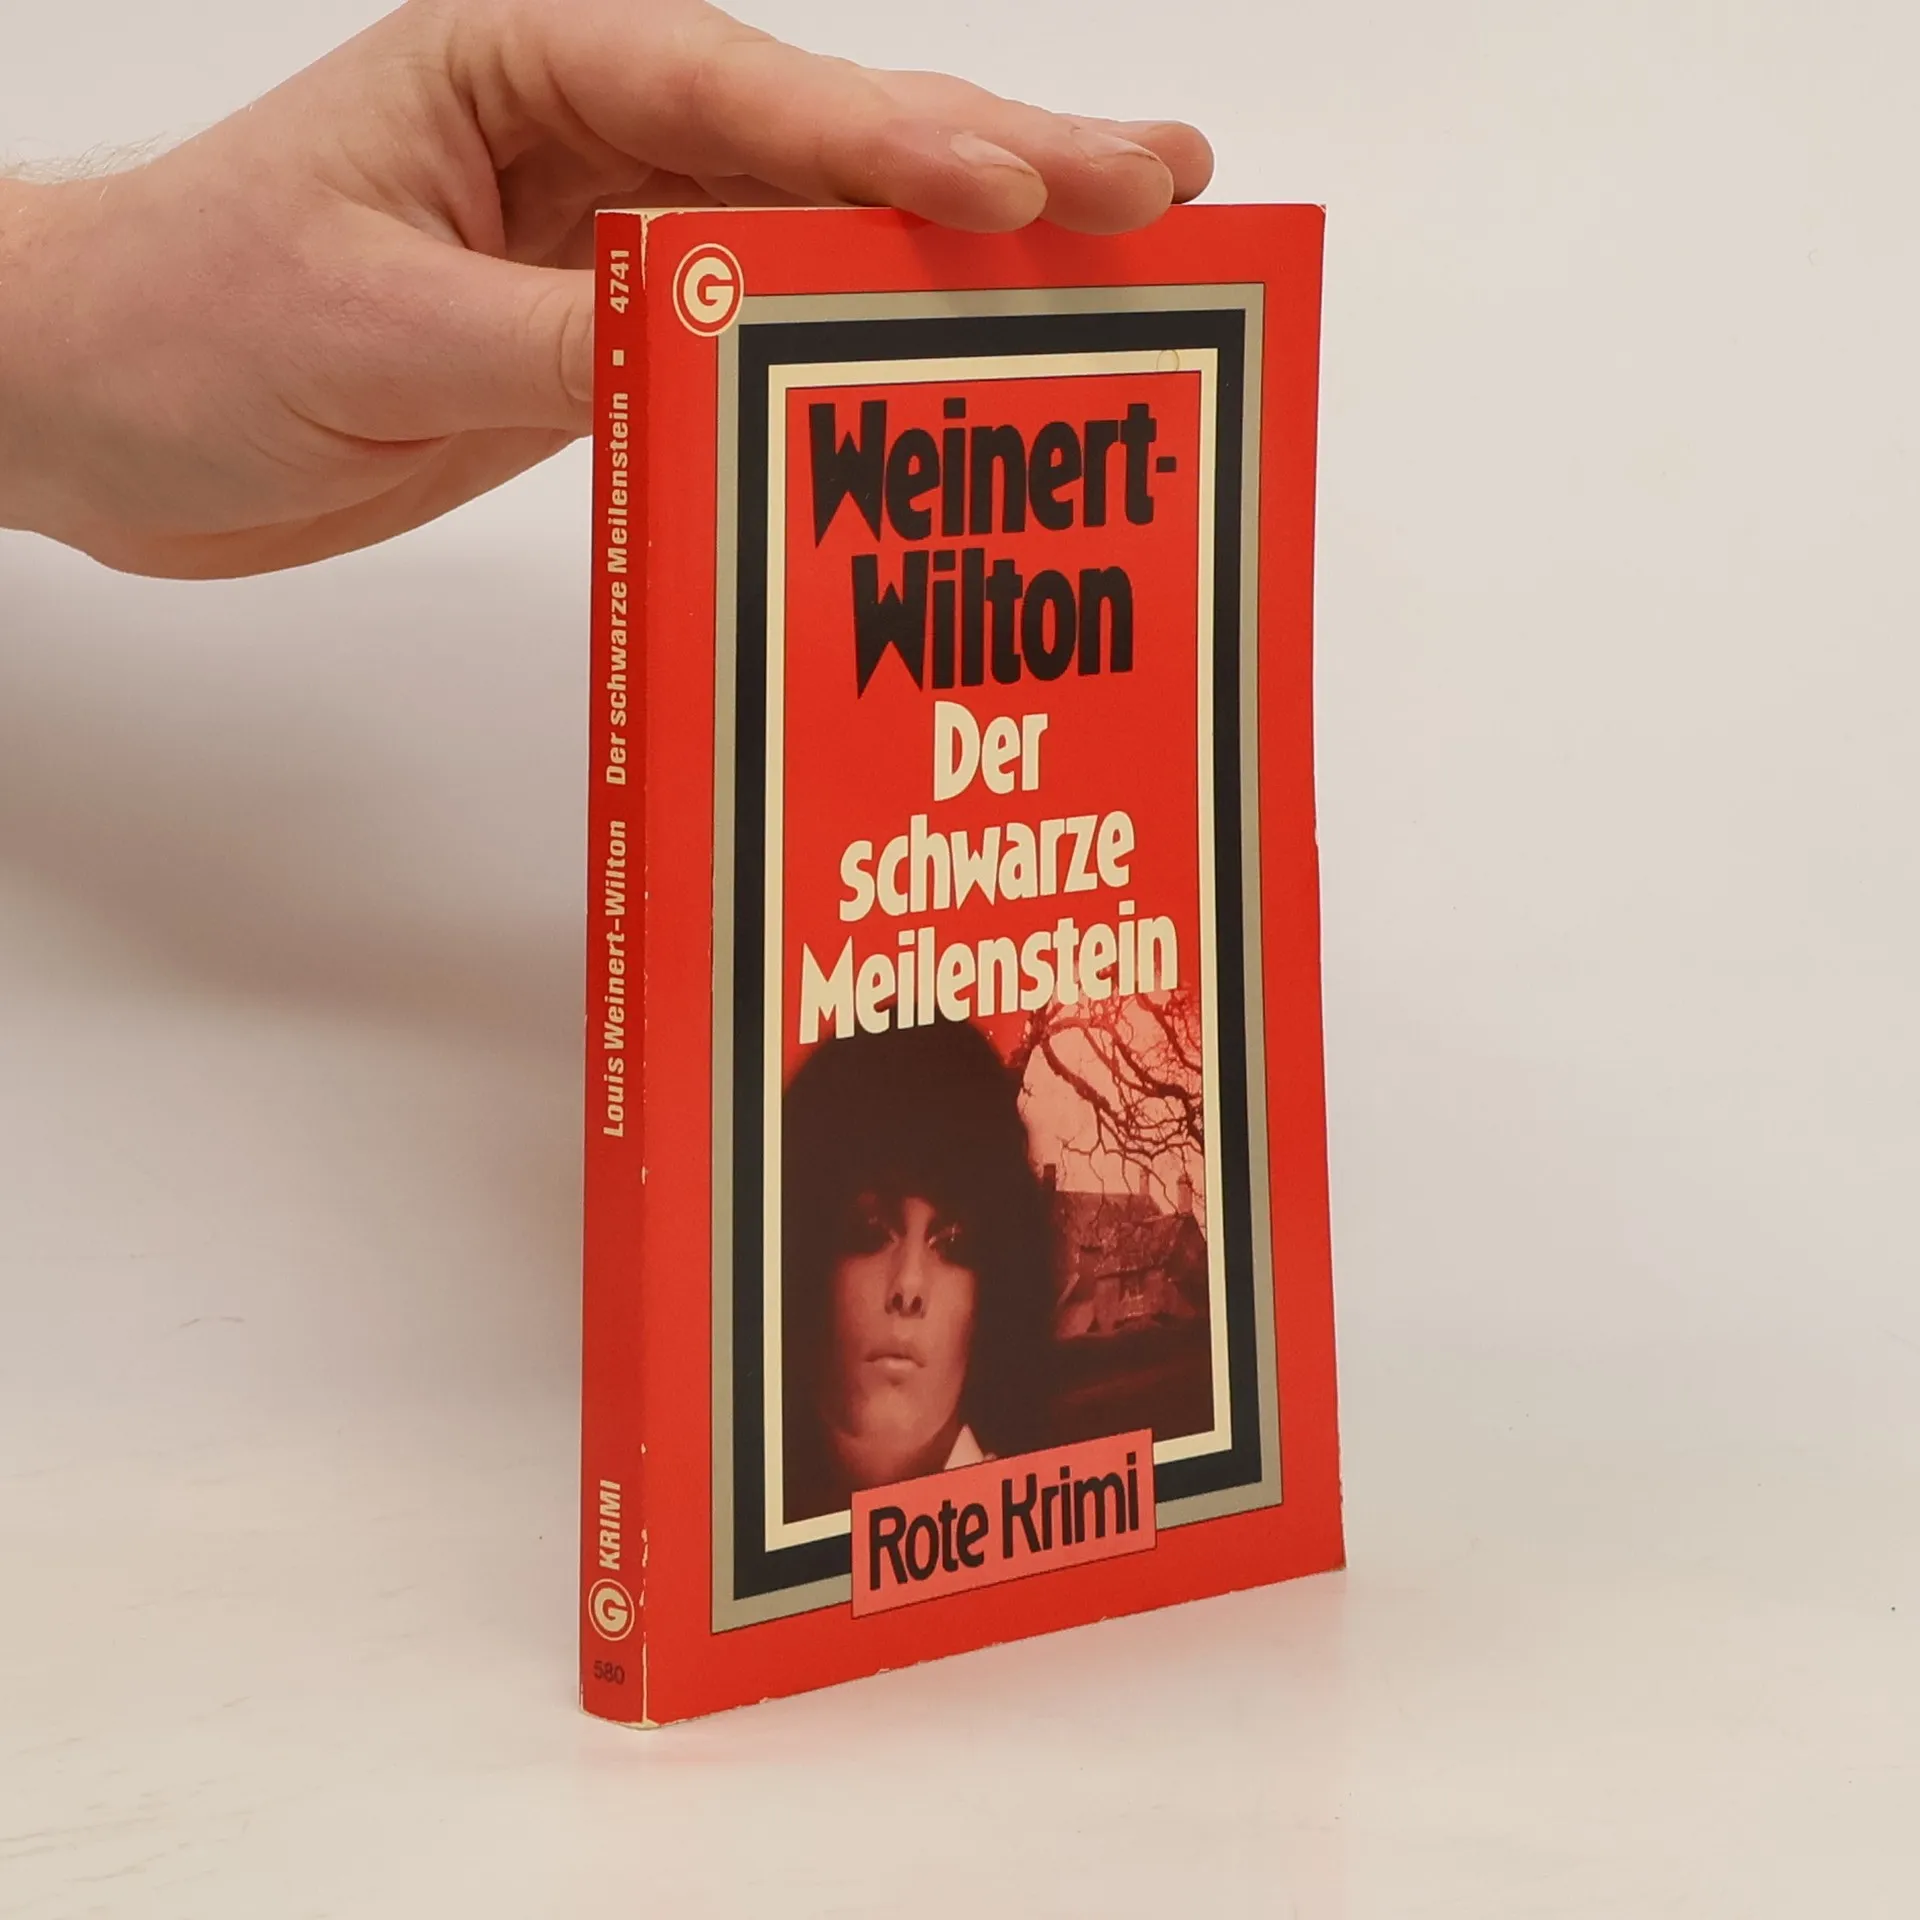 G
Weinert-
Wilton
Der
schwarze
Meilenstein
Rote Krimi
Louis Weinert-Wilton Der schwarze Meilenstein ▪ 4741
G KRIMI
580